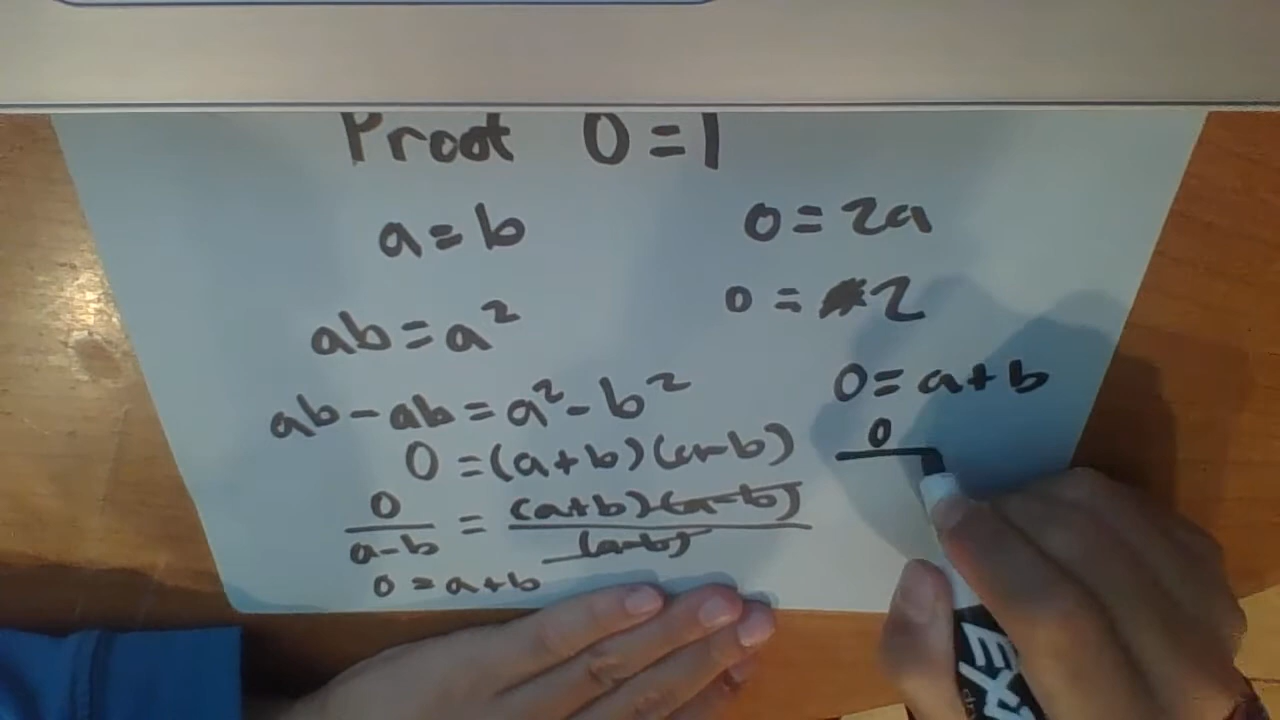 Proof 0=1
a=b
ab=a²
ab-ab=a²-b²
0=(a+b)(a-b)
0/a-b = (a+b)(a-b)/(a-b)
0=a+b
0=2a
0=2
0=a+b
0